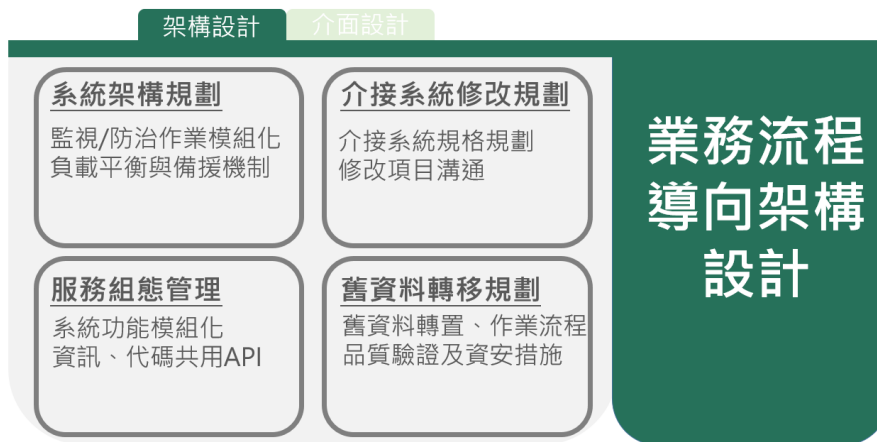 架構設計
介面設計
系統架構規劃
監視/防治作業模組化
負載平衡與備援機制
介接系統修改規劃
介接系統規格規劃
修改項目溝通
服務組態管理
系統功能模組化
資訊、代碼共用API
舊資料轉移規劃
舊資料轉置、作業流程
品質驗證及資安措施
業務流程
導向架構
設計